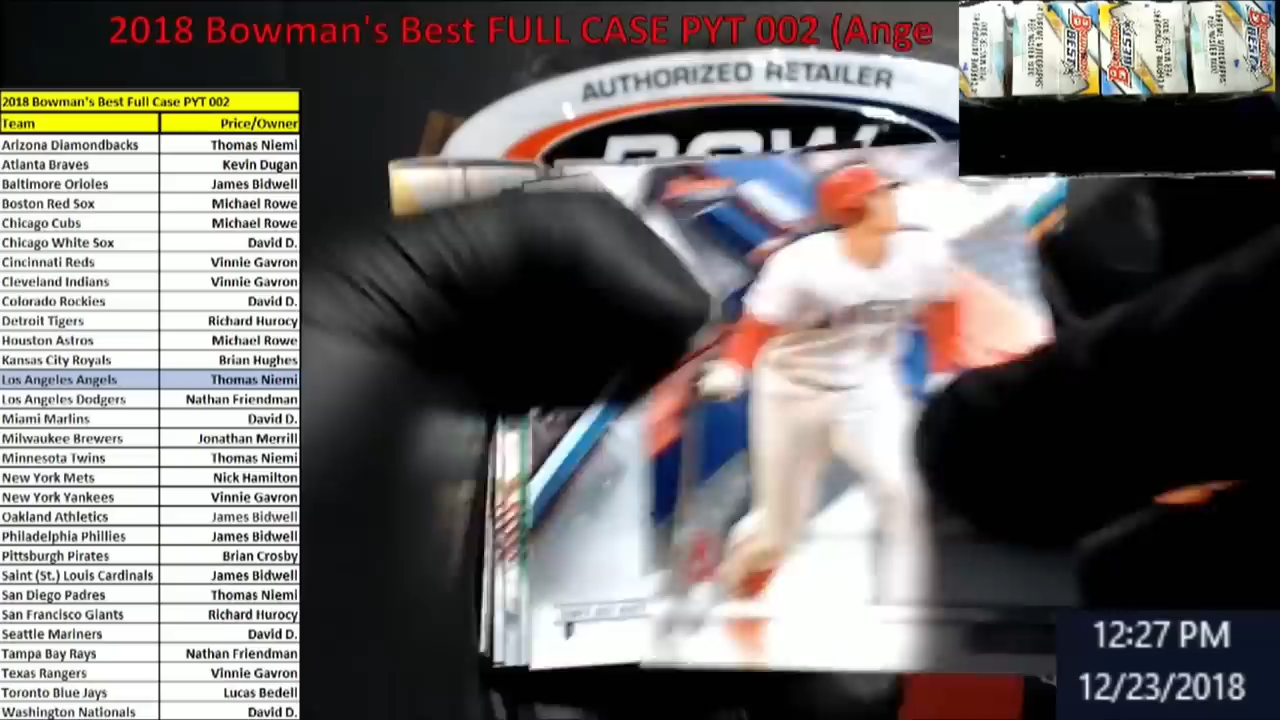 2018 Bowman's Best FULL CASE PYT 002 (Ange
2018 Bowman's Best Full Case PYT 002
Team Price/Owner
Arizona Diamondbacks Thomas Niemi
Atlanta Braves Kevin Dugan
Baltimore Orioles James Bidwell
Boston Red Sox Michael Rowe
Chicago Cubs Michael Rowe
Chicago White Sox David D.
Cincinnati Reds Vinnie Gavron
Cleveland Indians Vinnie Gavron
Colorado Rockies David D.
Detroit Tigers Richard Hurocy
Houston Astros Michael Rowe
Kansas City Royals Brian Hughes
Los Angeles Angels Thomas Niemi
Los Angeles Dodgers Nathan Friendman
Miami Marlins David D.
Milwaukee Brewers Jonathan Merrill
Minnesota Twins Thomas Niemi
New York Mets Nick Hamilton
New York Yankees Vinnie Gavron
Oakland Athletics James Bidwell
Philadelphia Phillies James Bidwell
Pittsburgh Pirates Brian Crosby
Saint (St.) Louis Cardinals James Bidwell
San Diego Padres Thomas Niemi
San Francisco Giants Richard Hurocy
Seattle Mariners David D.
Tampa Bay Rays Nathan Friendman
Texas Rangers Vinnie Gavron
Toronto Blue Jays Lucas Bedell
Washington Nationals David D.
AUTHORIZED RETAILER
BEST
12:27 PM
12/23/2018